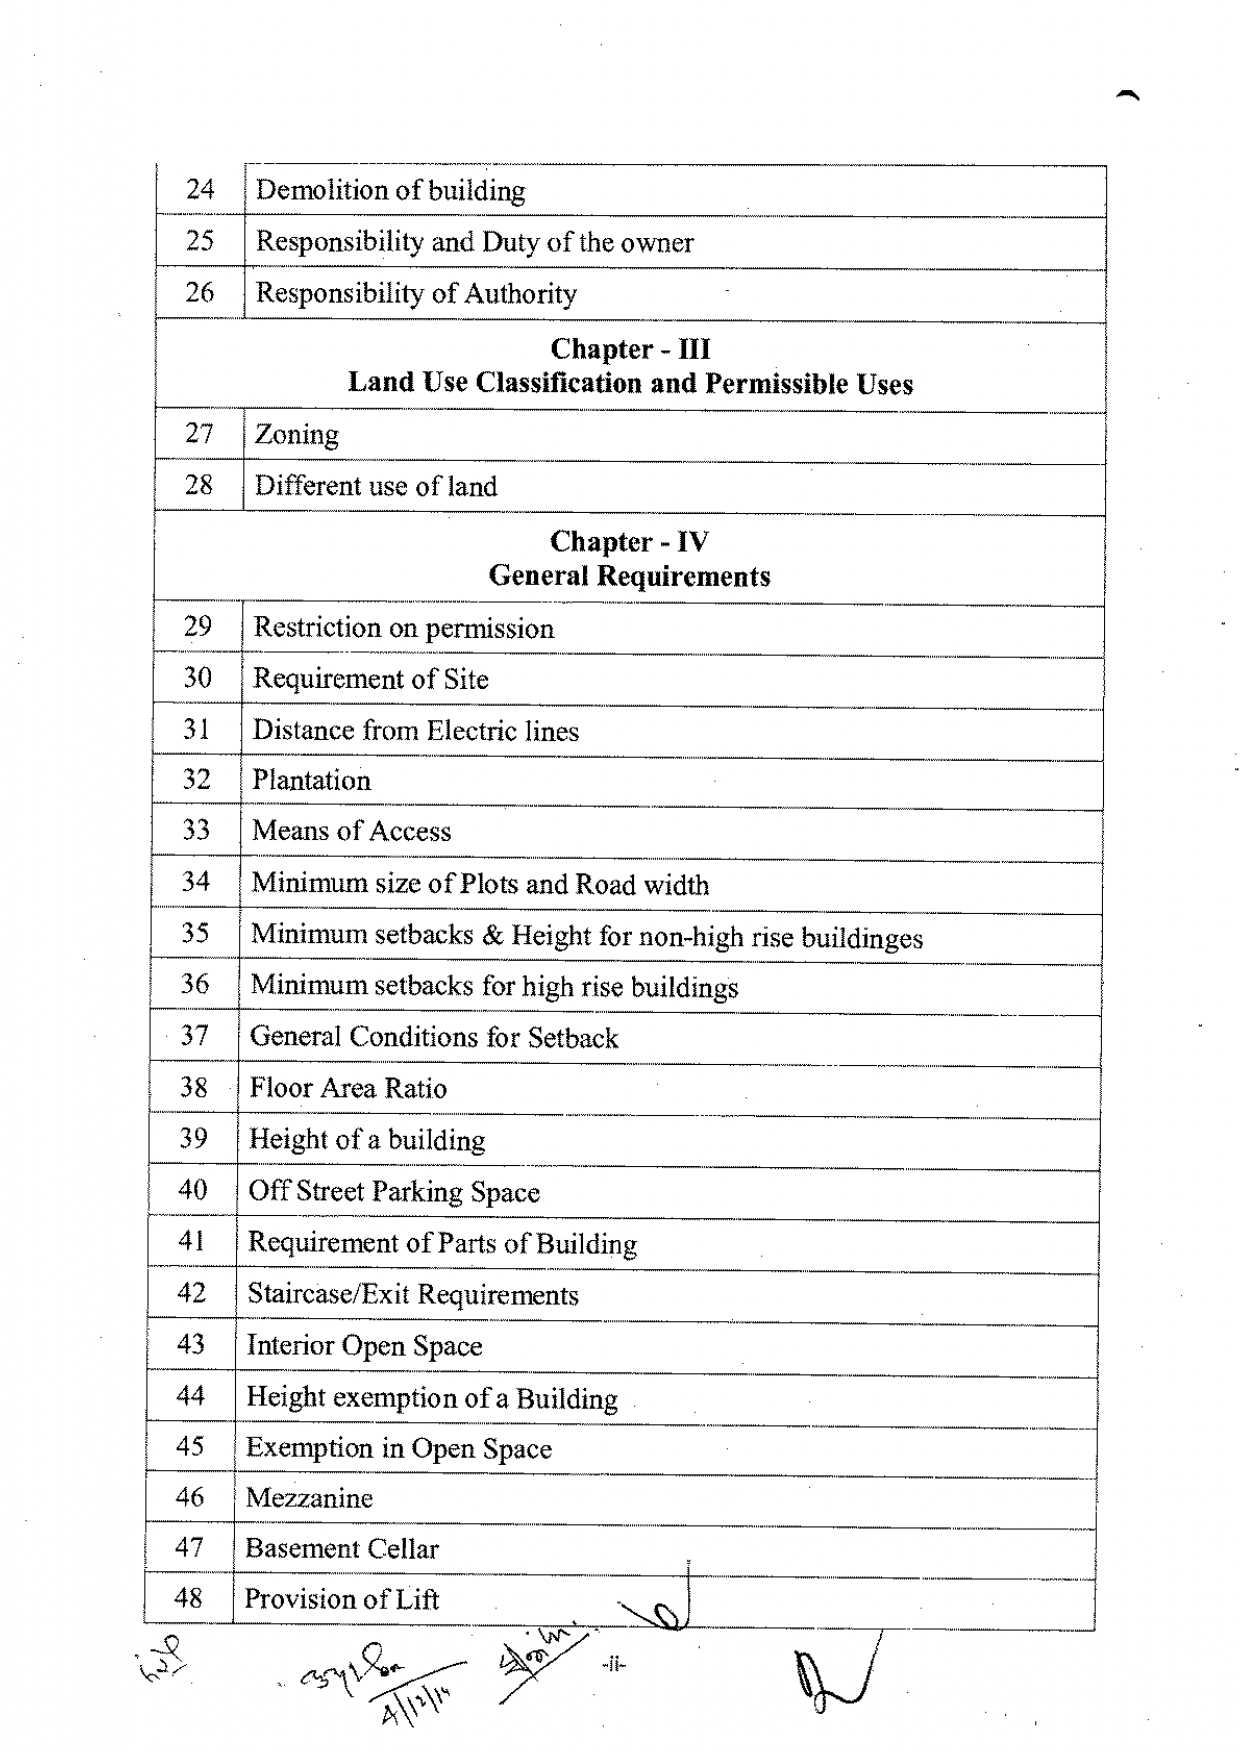 24 Demolition of building
25 Responsibility and Duty of the owner
26 Responsibility of Authority
Chapter - III
Land Use Classification and Permissible Uses
27 Zoning
28 Different use of land
Chapter - IV
General Requirements
29 Restriction on permission
30 Requirement of Site
31 Distance from Electric lines
32 Plantation
33 Means of Access
34 Minimum size of Plots and Road width
35 Minimum setbacks & Height for non-high rise buildinges
36 Minimum setbacks for high rise buildings
37 General Conditions for Setback
38 Floor Area Ratio
39 Height of a building
40 Off Street Parking Space
41 Requirement of Parts of Building
42 Staircase/Exit Requirements
43 Interior Open Space
44 Height exemption of a Building
45 Exemption in Open Space
46 Mezzanine
47 Basement Cellar
48 Provision of Lift
-ii-
4/12/14